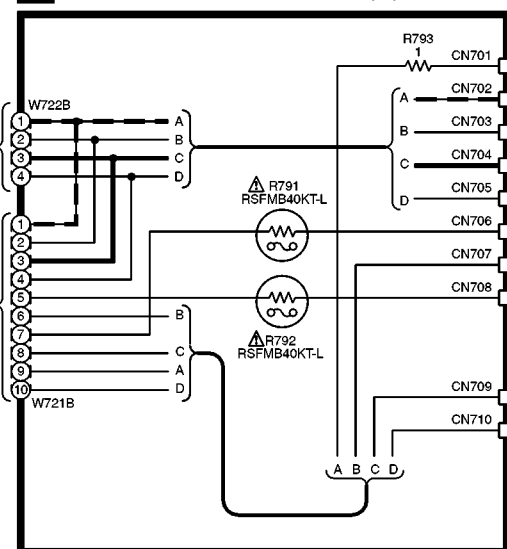 R793
1
CN701
W722B
1
A
2
B
3
C
4
D
A
CN702
B
CN703
C
CN704
D
CN705
⚠ R791
RSFMB40KT-L
CN706
CN707
CN708
1
2
3
4
5
6
B
7
8
C
9
A
10
D
W721B
⚠R792
RSFMB40KT-L
CN709
CN710
A B C D